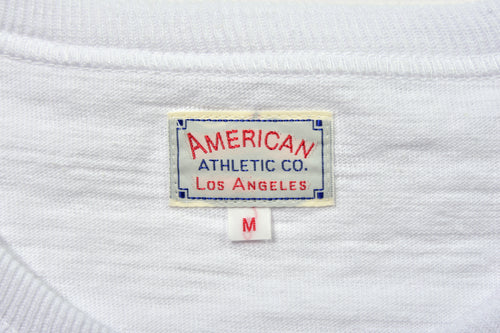 AMERICAN
ATHLETIC CO.
LOS ANGELES
M